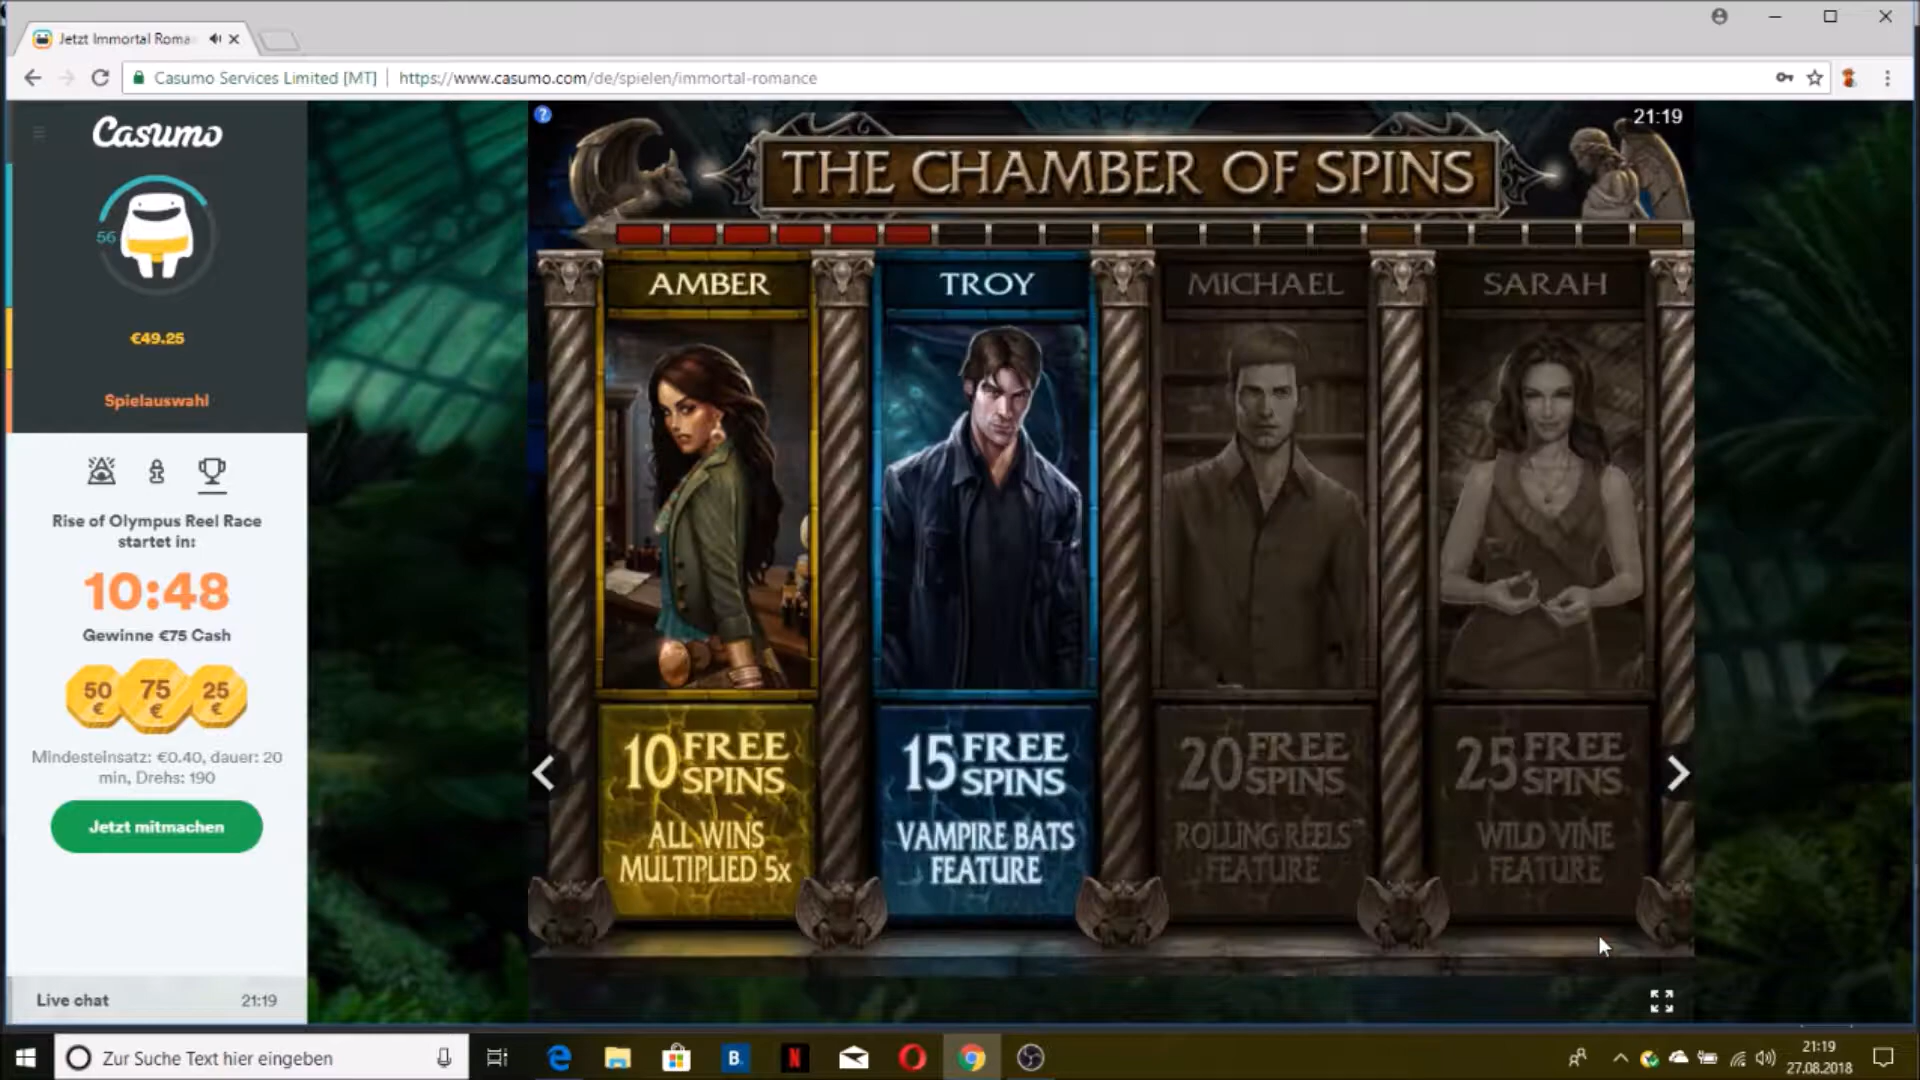 Jetzt Immortal Roma
Casumo Services Limited [MT]
https://www.casumo.com/de/spielen/immortal-romance
Casumo
56
€49.25
Spielauswahl
Rise of Olympus Reel Race
startet in:
10:48
Gewinne €75 Cash
50
€
75
€
25
€
Mindesteinsatz: €0.40, dauer: 20
min, Drehs: 190
Jetzt mitmachen
Live chat
21:19
?
21:19
THE CHAMBER OF SPINS
AMBER
TROY
MICHAEL
SARAH
10 FREE
SPINS
ALL WINS
MULTIPLIED 5x
15 FREE
SPINS
VAMPIRE BATS
FEATURE
20 FREE
SPINS
ROLLING REELS
FEATURE
25 FREE
SPINS
WILD VINE
FEATURE
Zur Suche Text hier eingeben
B.
N
21:19
27.08.2018